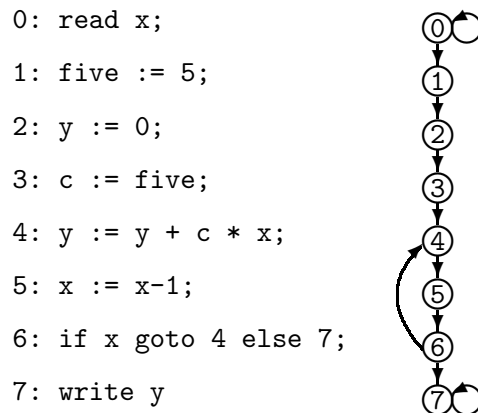 0: read x;
1: five := 5;
2: y := 0;
3: c := five;
4: y := y + c * x;
5: x := x-1;
6: if x goto 4 else 7;
7: write y
0
1
2
3
4
5
6
7